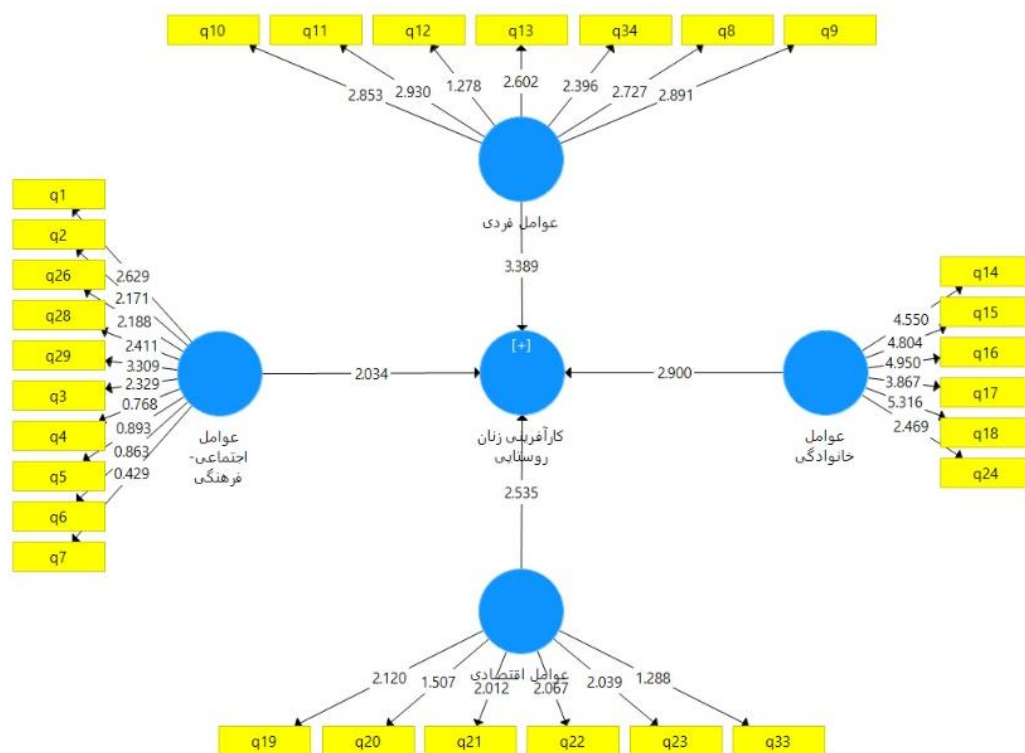 q10 q11 q12 q13 q34 q8 q9
2.853 2.930 1.278 2.602 2.396 2.727 2.891
عوامل فردی
3.389
q1
q2
q26
q28
q29
q3
q4
q5
q6
q7
2.629
2.171
2.188
2.411
3.309
2.329
0.768
0.893
0.863
0.429
عوامل
اجتماعی-
فرهنگی
2.034
[+]
کارآفرینی زنان
روستایی
2.900
عوامل
خانوادگی
4.550
4.804
4.950
3.867
5.316
2.469
q14
q15
q16
q17
q18
q24
2.535
عوامل اقتصادی
2.120 1.507 2.012 2.067 2.039 1.288
q19 q20 q21 q22 q23 q33